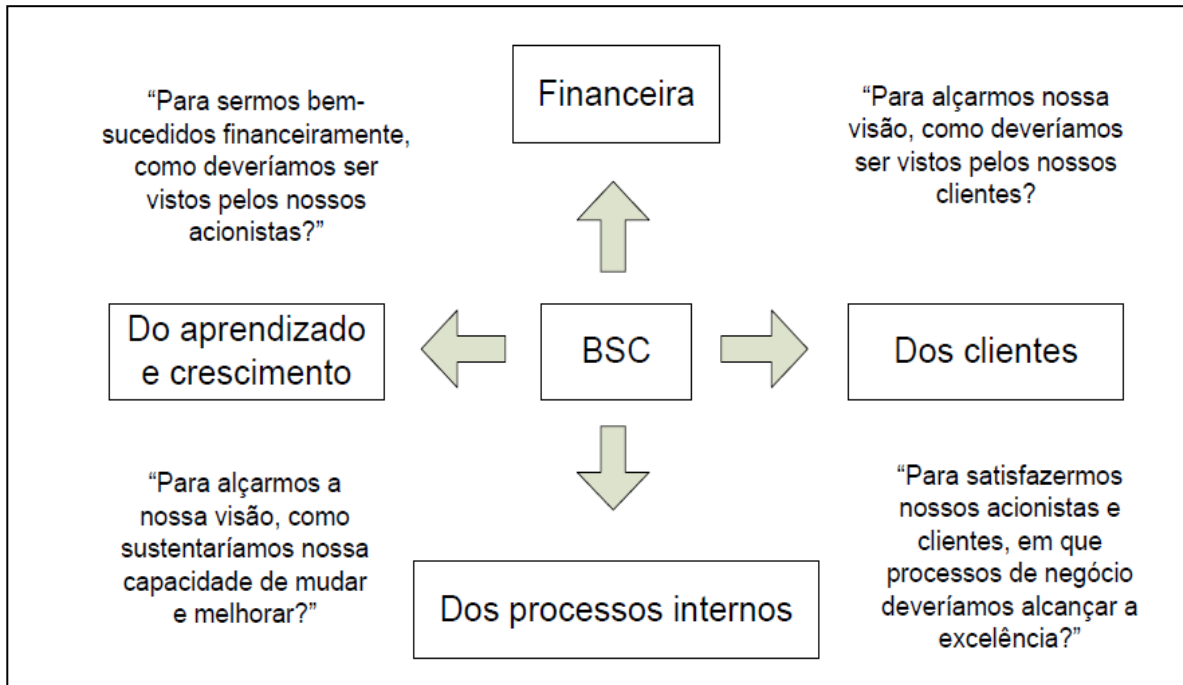 Financeira
“Para sermos bem-
sucedidos financeiramente,
como deveríamos ser
vistos pelos nossos
acionistas?”
“Para alçarmos nossa
visão, como deveríamos
ser vistos pelos nossos
clientes?
Do aprendizado
e crescimento
BSC
Dos clientes
“Para alçarmos a
nossa visão, como
sustentaríamos nossa
capacidade de mudar
e melhorar?”
“Para satisfazermos
nossos acionistas e
clientes, em que
processos de negócio
deveríamos alcançar a
excelência?”
Dos processos internos